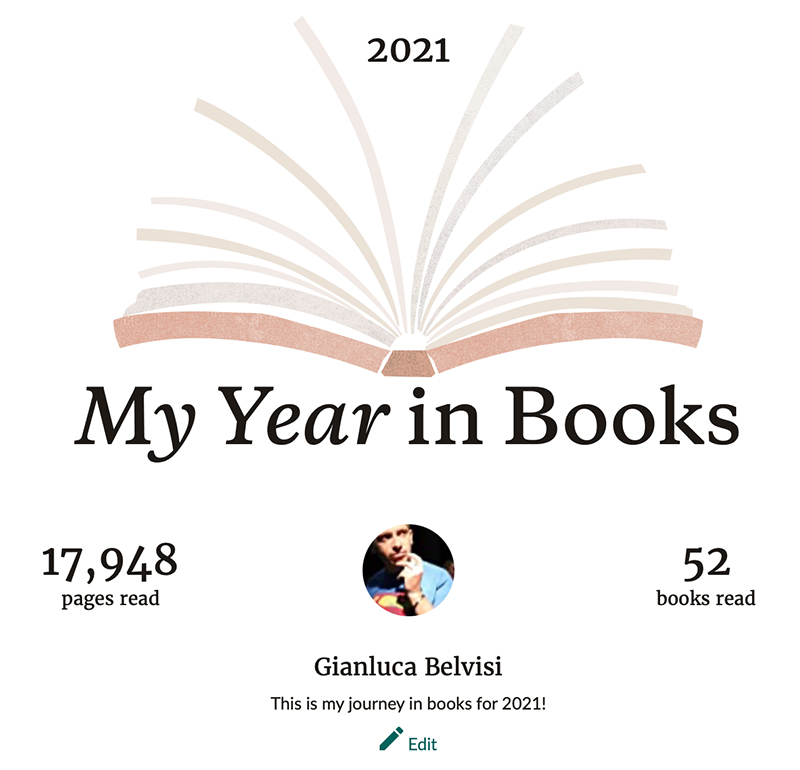 2021
My Year in Books
17,948
pages read
52
books read
Gianluca Belvisi
This is my journey in books for 2021!
Edit